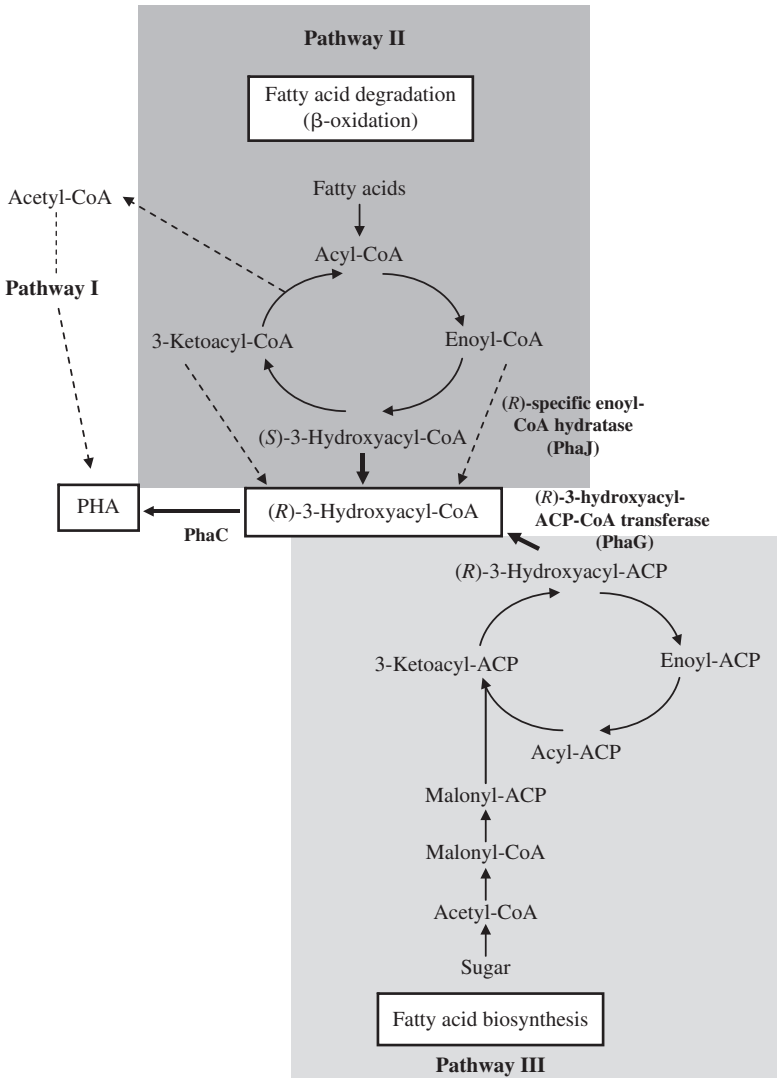 Pathway II
Fatty acid degradation
(β-oxidation)
Fatty acids
Acetyl-CoA
Acyl-CoA
Pathway I
3-Ketoacyl-CoA
Enoyl-CoA
(R)-specific enoyl-
CoA hydratase
(PhaJ)
(S)-3-Hydroxyacyl-CoA
PHA
PhaC
(R)-3-Hydroxyacyl-CoA
(R)-3-hydroxyacyl-
ACP-CoA transferase
(PhaG)
(R)-3-Hydroxyacyl-ACP
3-Ketoacyl-ACP
Enoyl-ACP
Acyl-ACP
Malonyl-ACP
Malonyl-CoA
Acetyl-CoA
Sugar
Fatty acid biosynthesis
Pathway III